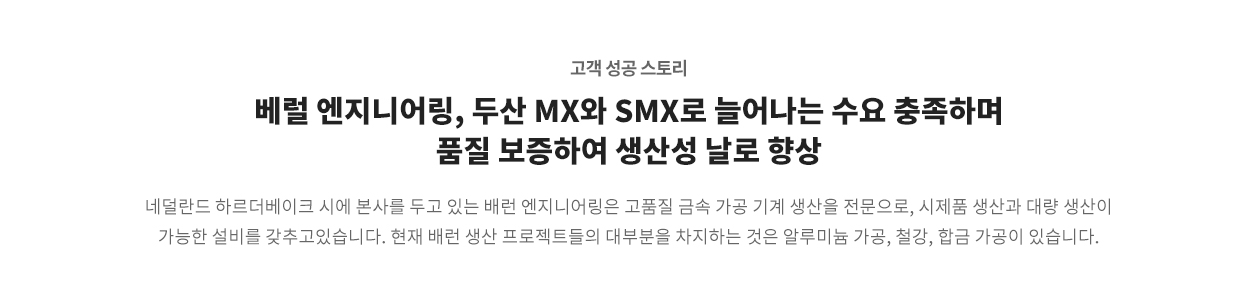 고객 성공 스토리
베럴 엔지니어링, 두산 MX와 SMX로 늘어나는 수요 충족하며
품질 보증하여 생산성 날로 향상
네덜란드 하르더베이크 시에 본사를 두고 있는 배런 엔지니어링은 고품질 금속 가공 기계 생산을 전문으로, 시제품 생산과 대량 생산이
가능한 설비를 갖추고있습니다. 현재 배런 생산 프로젝트들의 대부분을 차지하는 것은 알루미늄 가공, 철강, 합금 가공이 있습니다.